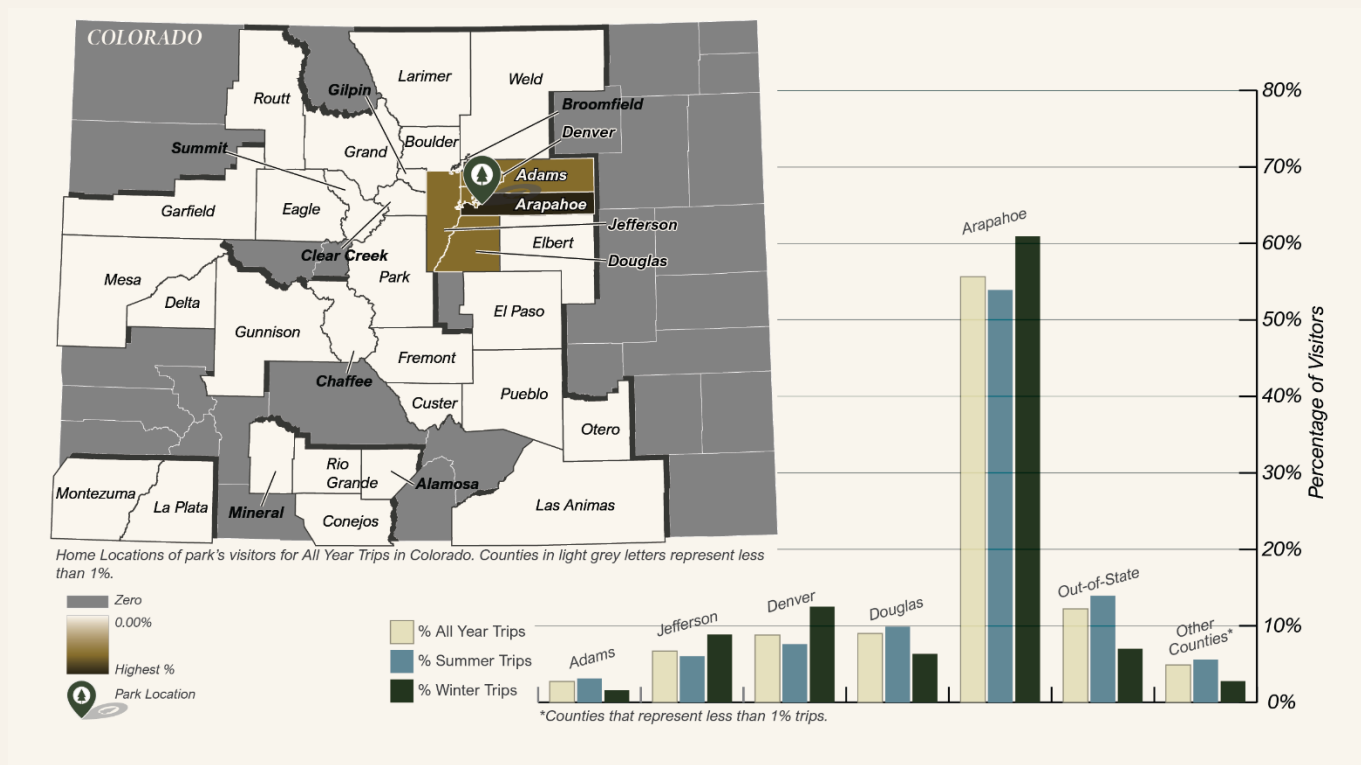 COLORADO
Larimer
Weld
Gilpin
Routt
Broomfield
Denver
Boulder
Summit
Grand
Adams
Arapahoe
Garfield
Eagle
Jefferson
Elbert
Clear Creek
Douglas
Mesa
Park
Delta
El Paso
Gunnison
Fremont
Chaffee
Pueblo
Custer
Otero
Rio
Grande
Alamosa
Montezuma
La Plata
Mineral
Conejos
Las Animas
Home Locations of park's visitors for All Year Trips in Colorado. Counties in light grey letters represent less
than 1%.
Zero
0.00%
Highest %
Park Location
% All Year Trips
% Summer Trips
% Winter Trips
Adams
Jefferson
Denver
Douglas
Arapahoe
Out-of-State
Other
Counties*
80%
70%
60%
50%
40%
30%
20%
10%
0%
Percentage of Visitors
*Counties that represent less than 1% trips.